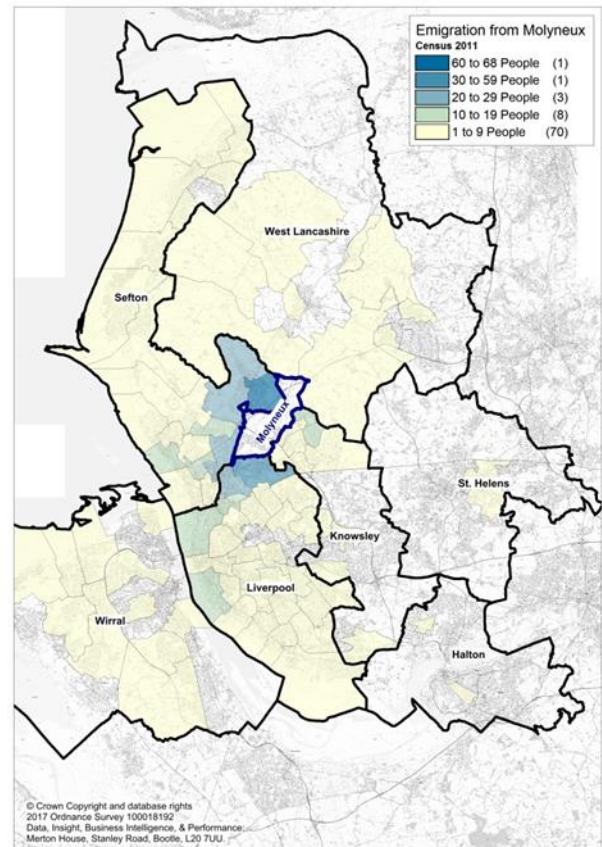 Emigration from Molyneux
Census 2011
60 to 68 People (1)
30 to 59 People (1)
20 to 29 People (3)
10 to 19 People (8)
1 to 9 People (70)
West Lancashire
Sefton
Molyneux
St. Helens
Knowsley
Liverpool
Wirral
Halton
© Crown Copyright and database rights
2017 Ordnance Survey 100018192
Data, Insight, Business Intelligence, & Performance:
Merton House, Stanley Road, Bootle, L20 7UU.